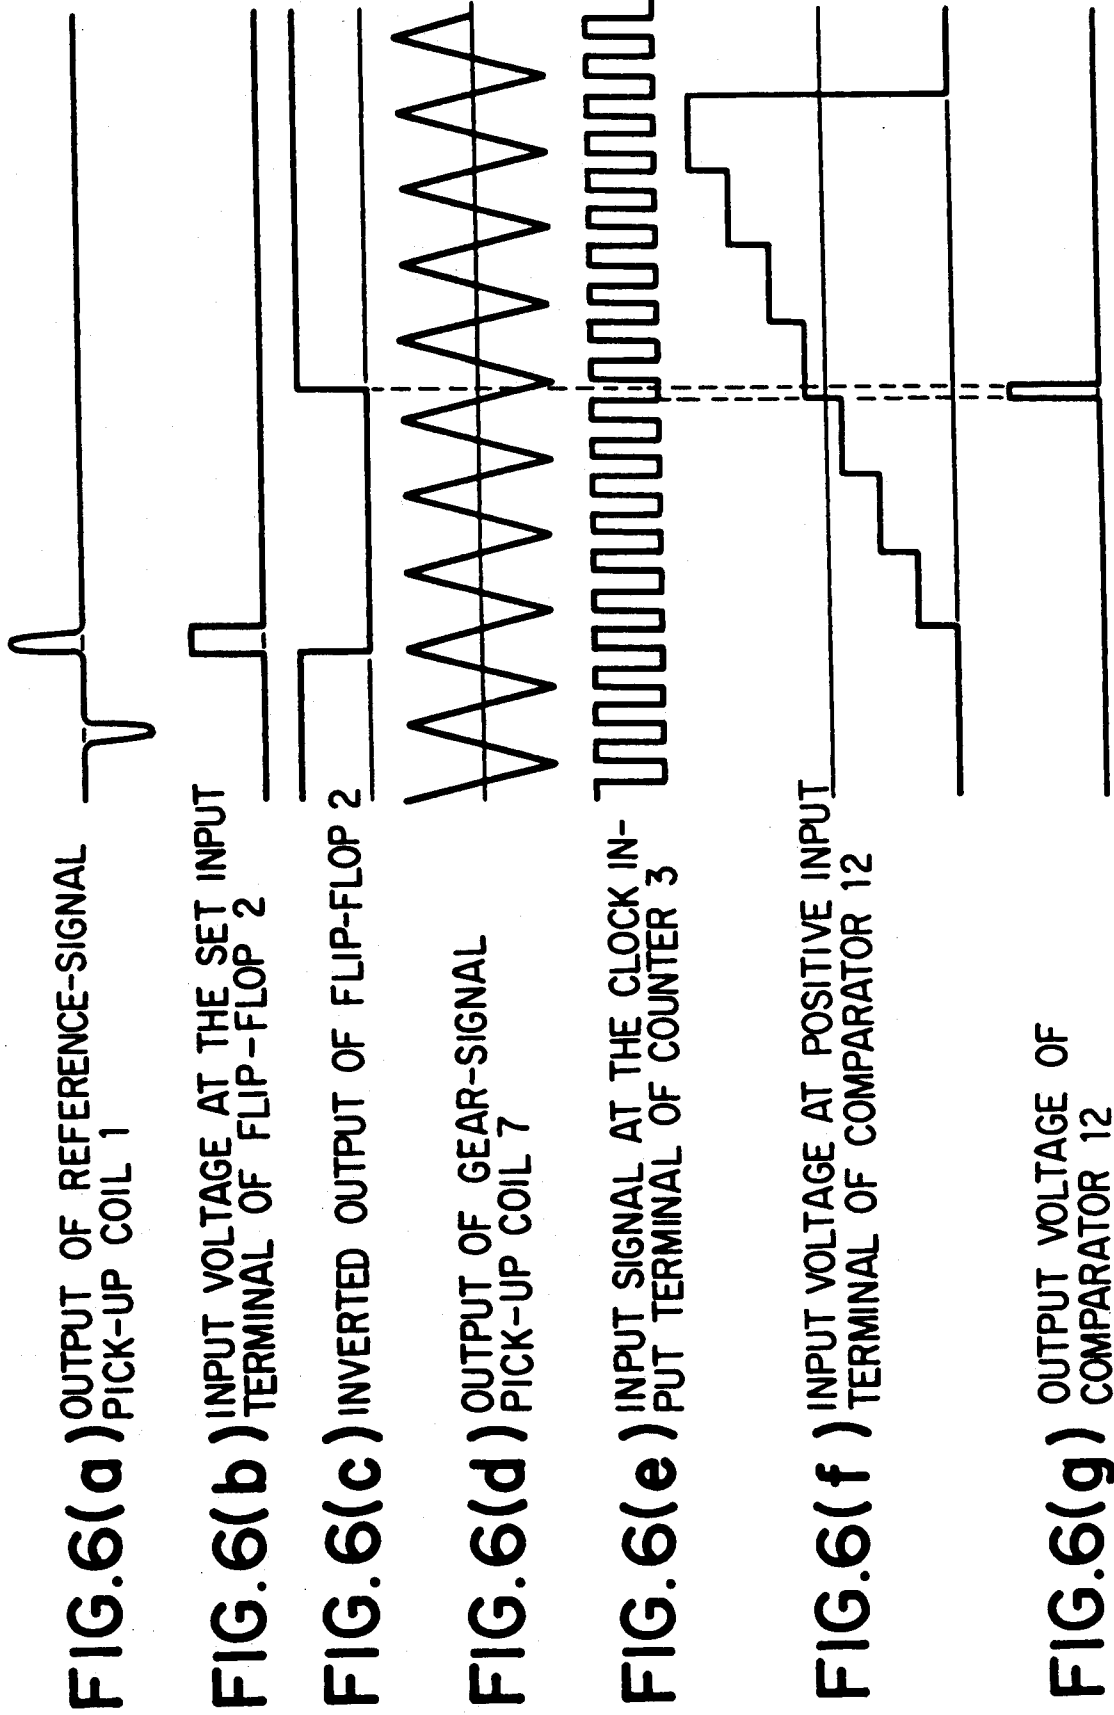 FIG.6(a) OUTPUT OF REFERENCE-SIGNAL
PICK-UP COIL 1
FIG.6(b) INPUT VOLTAGE AT THE SET INPUT
TERMINAL OF FLIP-FLOP 2
FIG.6(c) INVERTED OUTPUT OF FLIP-FLOP 2
FIG.6(d) OUTPUT OF GEAR-SIGNAL
PICK-UP COIL 7
FIG.6(e) INPUT SIGNAL AT THE CLOCK IN-
PUT TERMINAL OF COUNTER 3
FIG.6(f) INPUT VOLTAGE AT POSITIVE INPUT
TERMINAL OF COMPARATOR 12
FIG.6(g) OUTPUT VOLTAGE OF
COMPARATOR 12